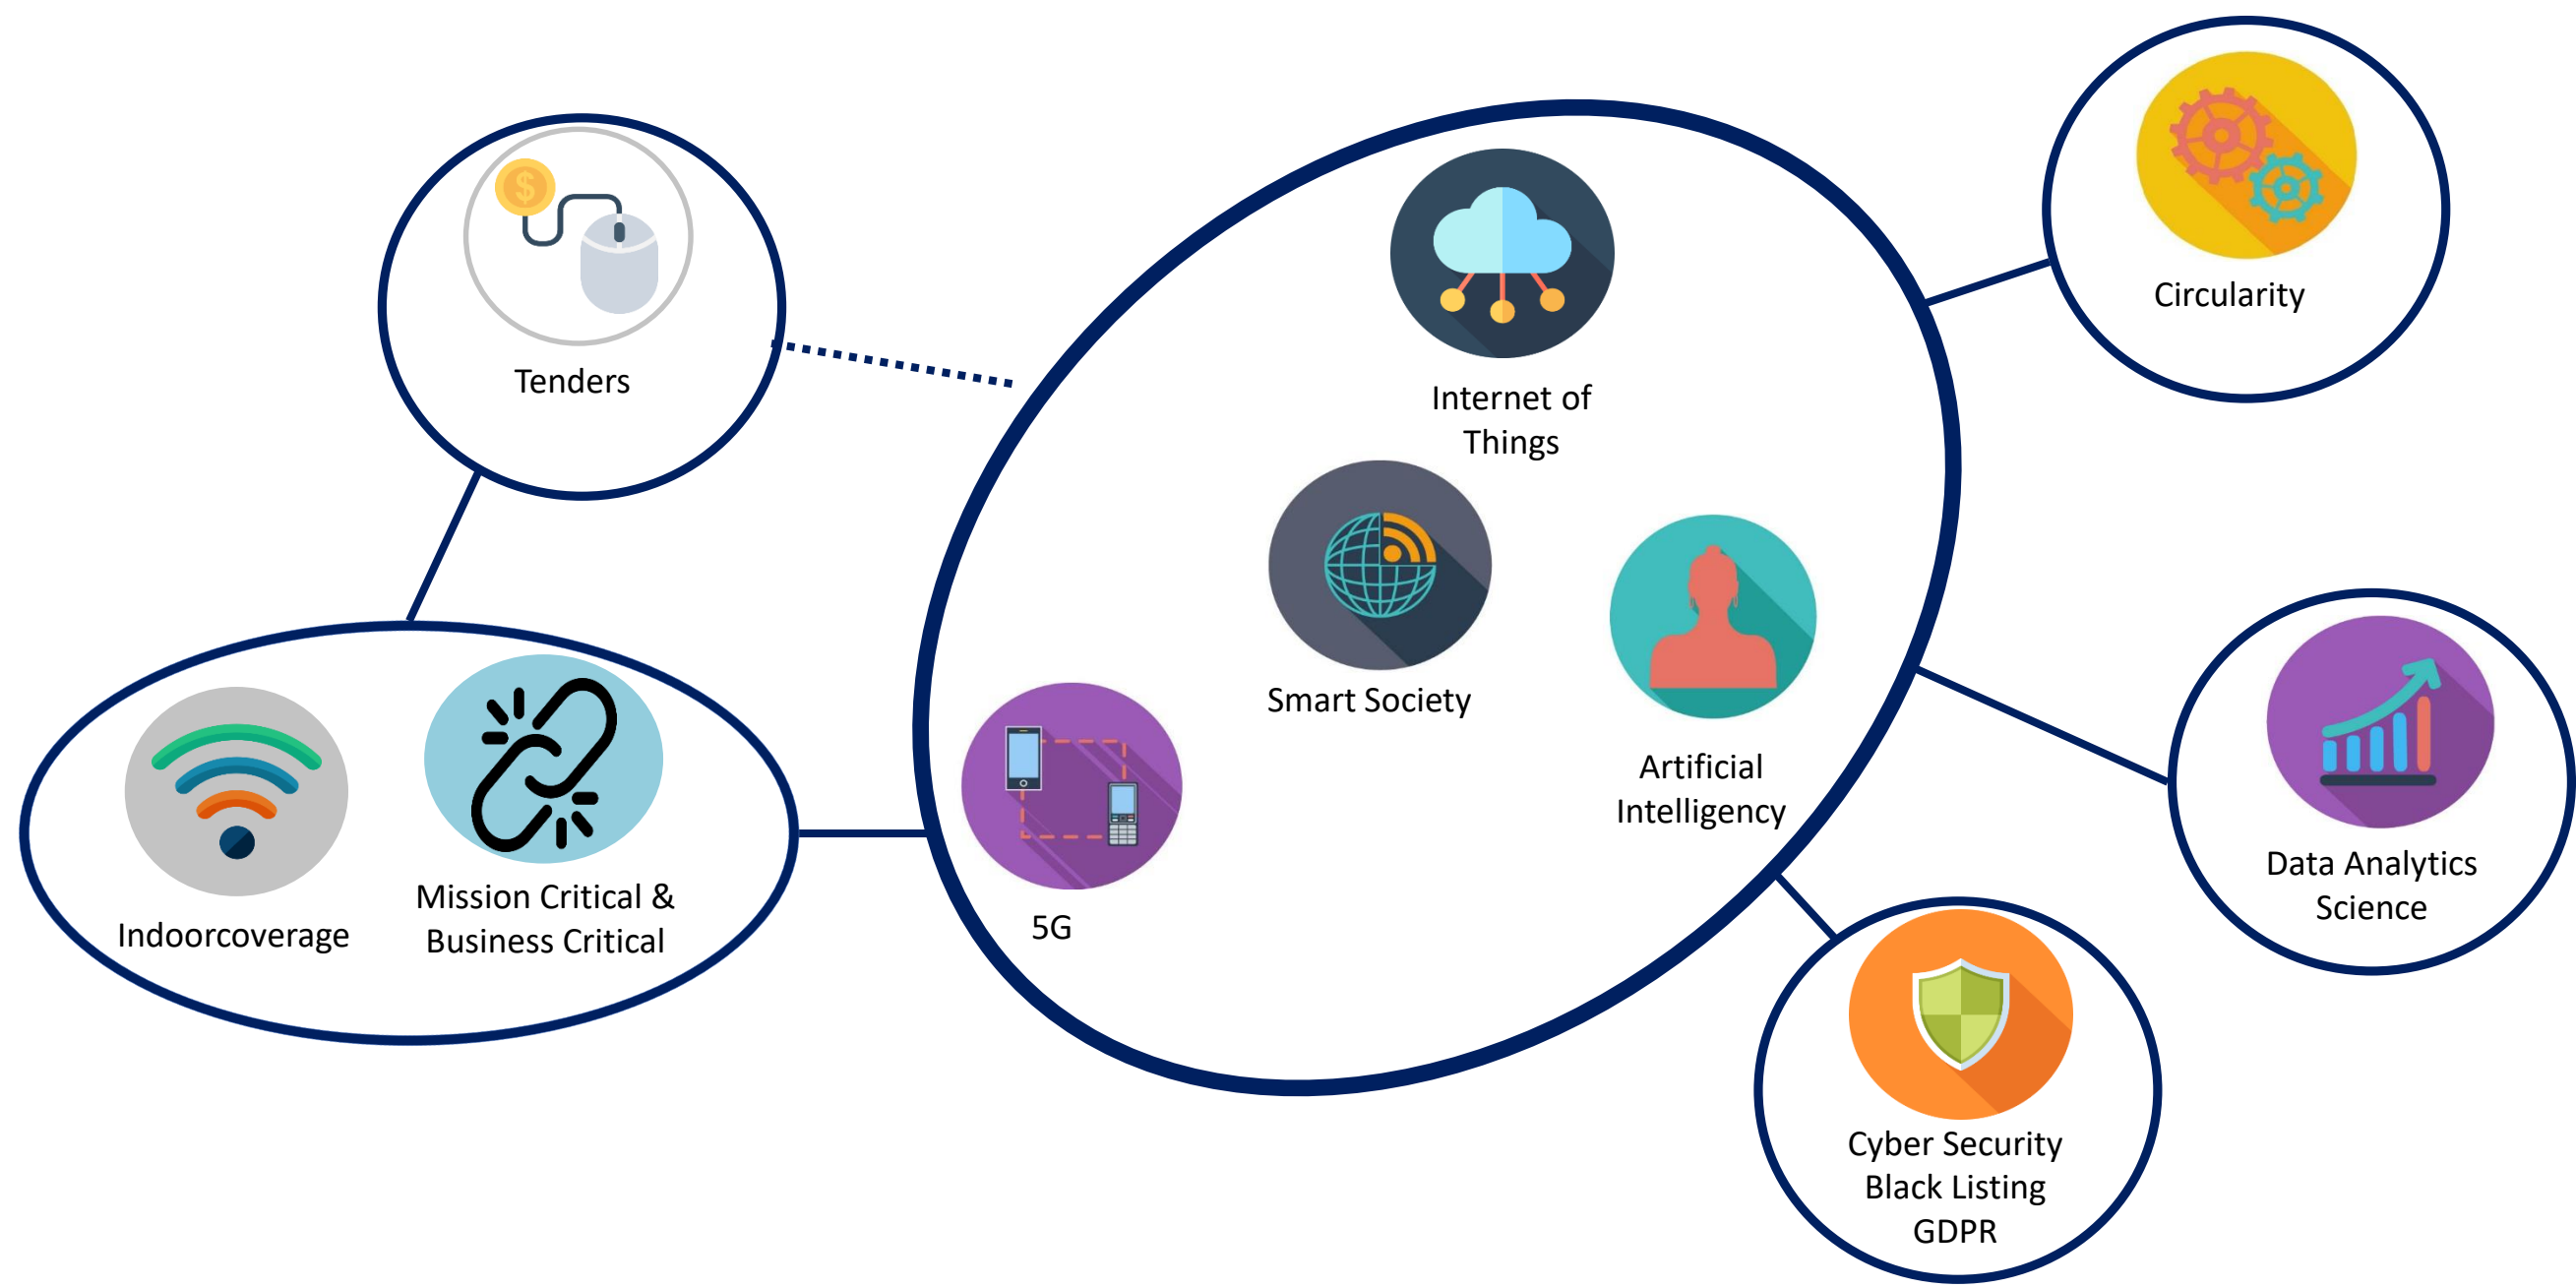 Tenders
Internet of
Things
Circularity
Smart Society
Artificial
Intelligency
Indoorcoverage
Mission Critical &
Business Critical
5G
Data Analytics
Science
Cyber Security
Black Listing
GDPR